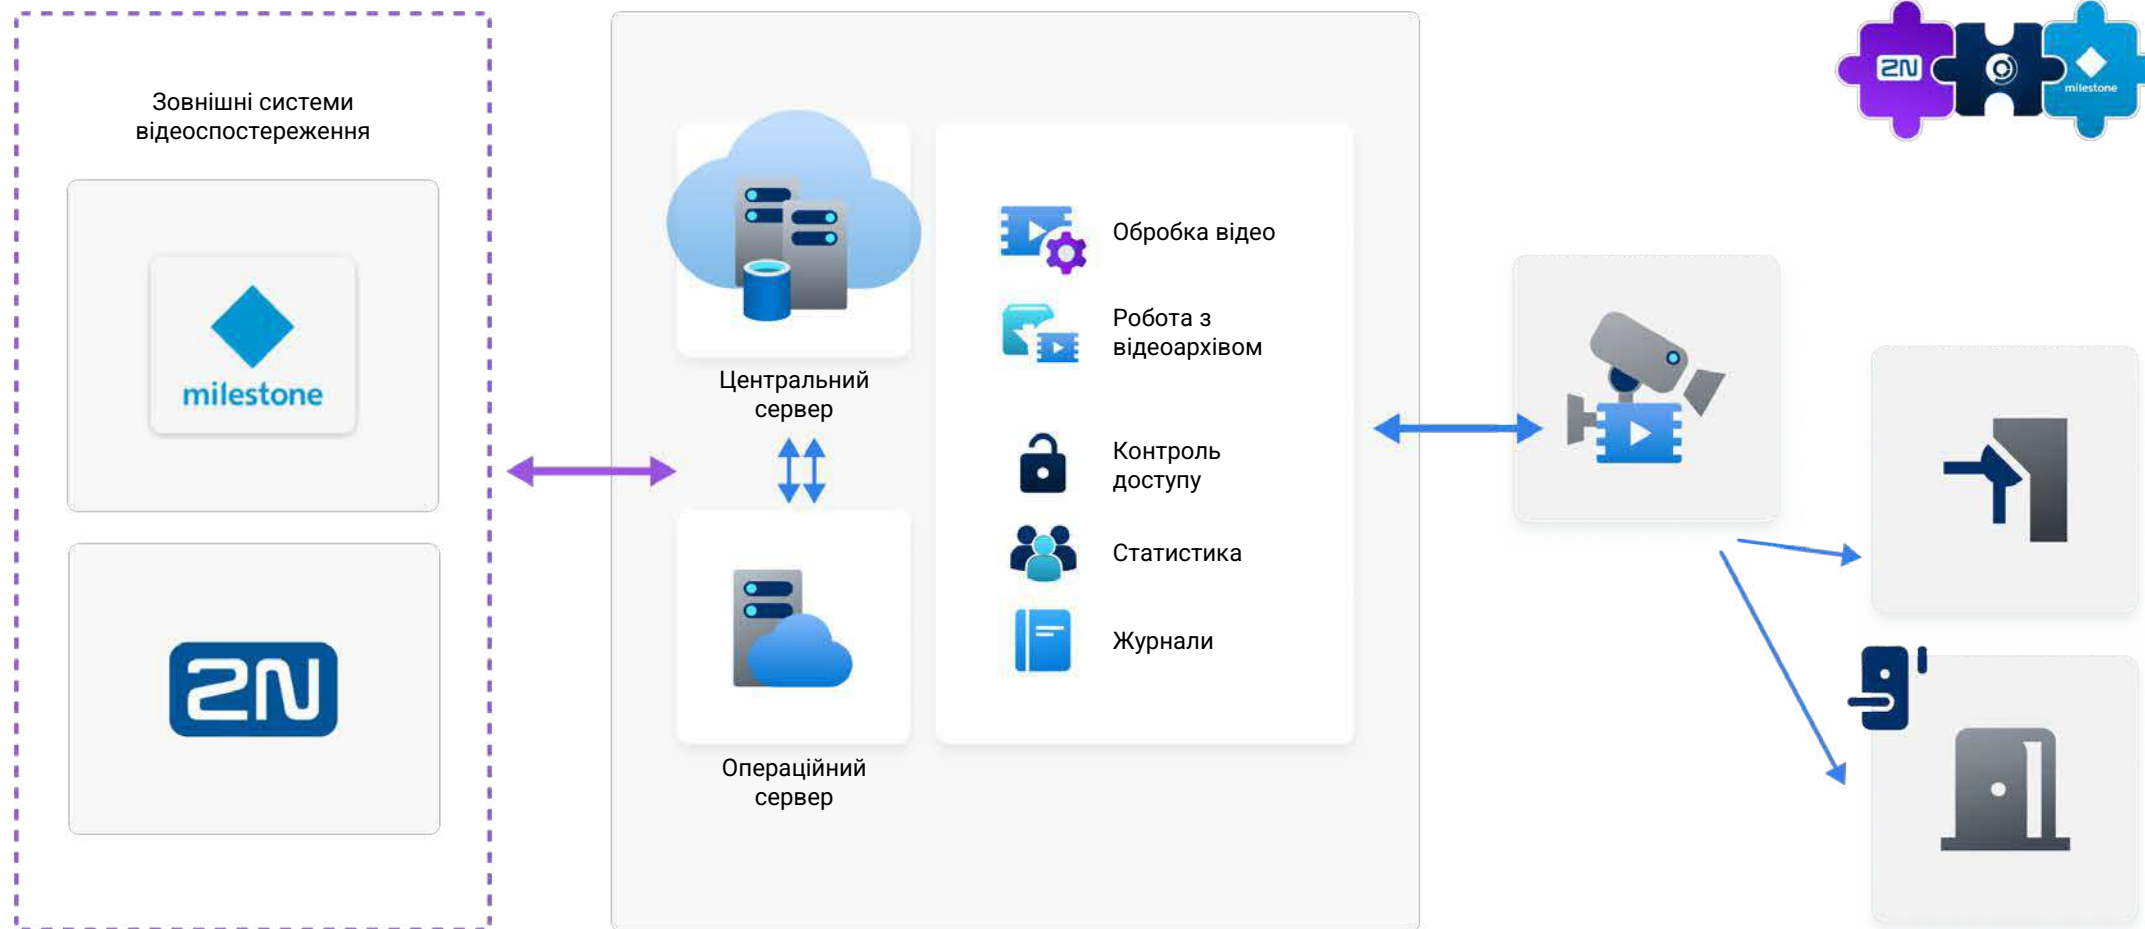 Зовнішні системи
відеоспостереження
milestone
2N
Центральний
сервер
Операційний
сервер
Обробка відео
Робота з
відеоархівом
Контроль
доступу
Статистика
Журнали
2N
milestone